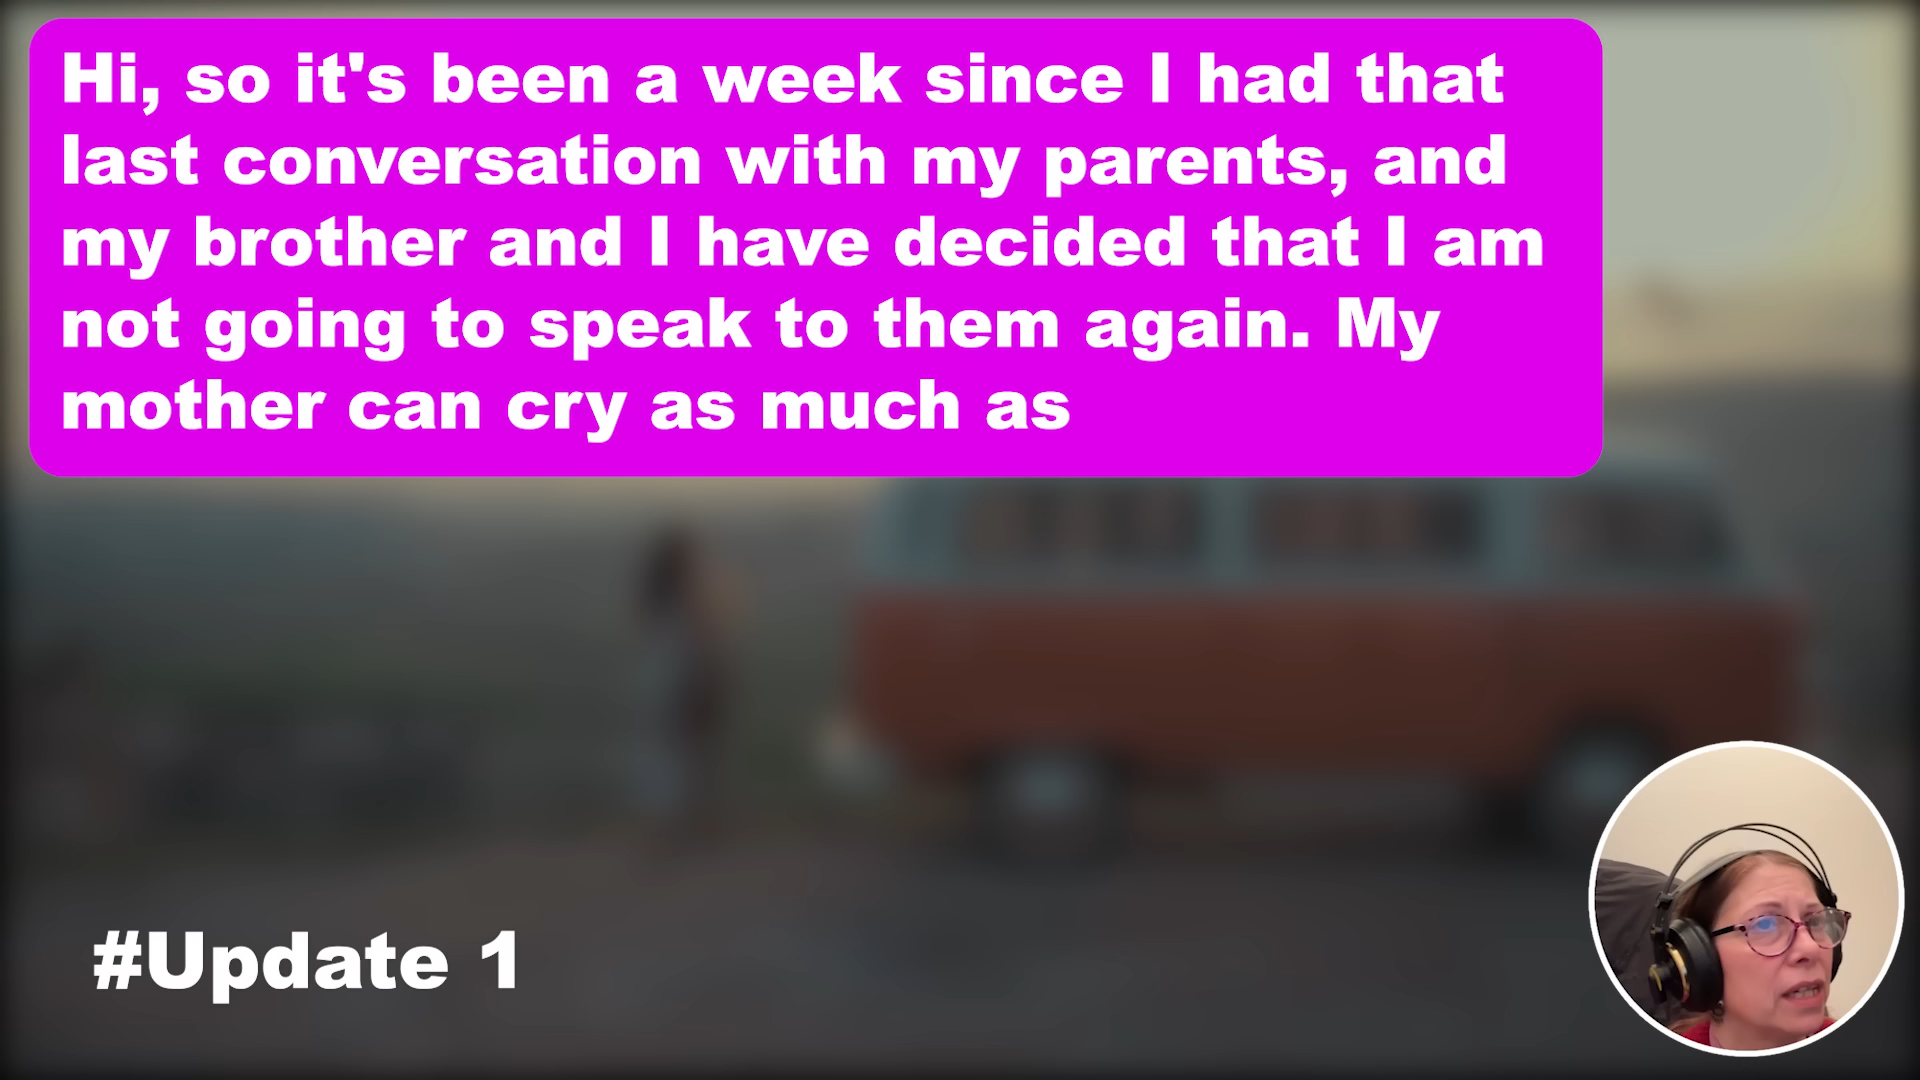 Hi, so it's been a week since I had that
last conversation with my parents, and
my brother and I have decided that I am
not going to speak to them again. My
mother can cry as much as
#Update 1